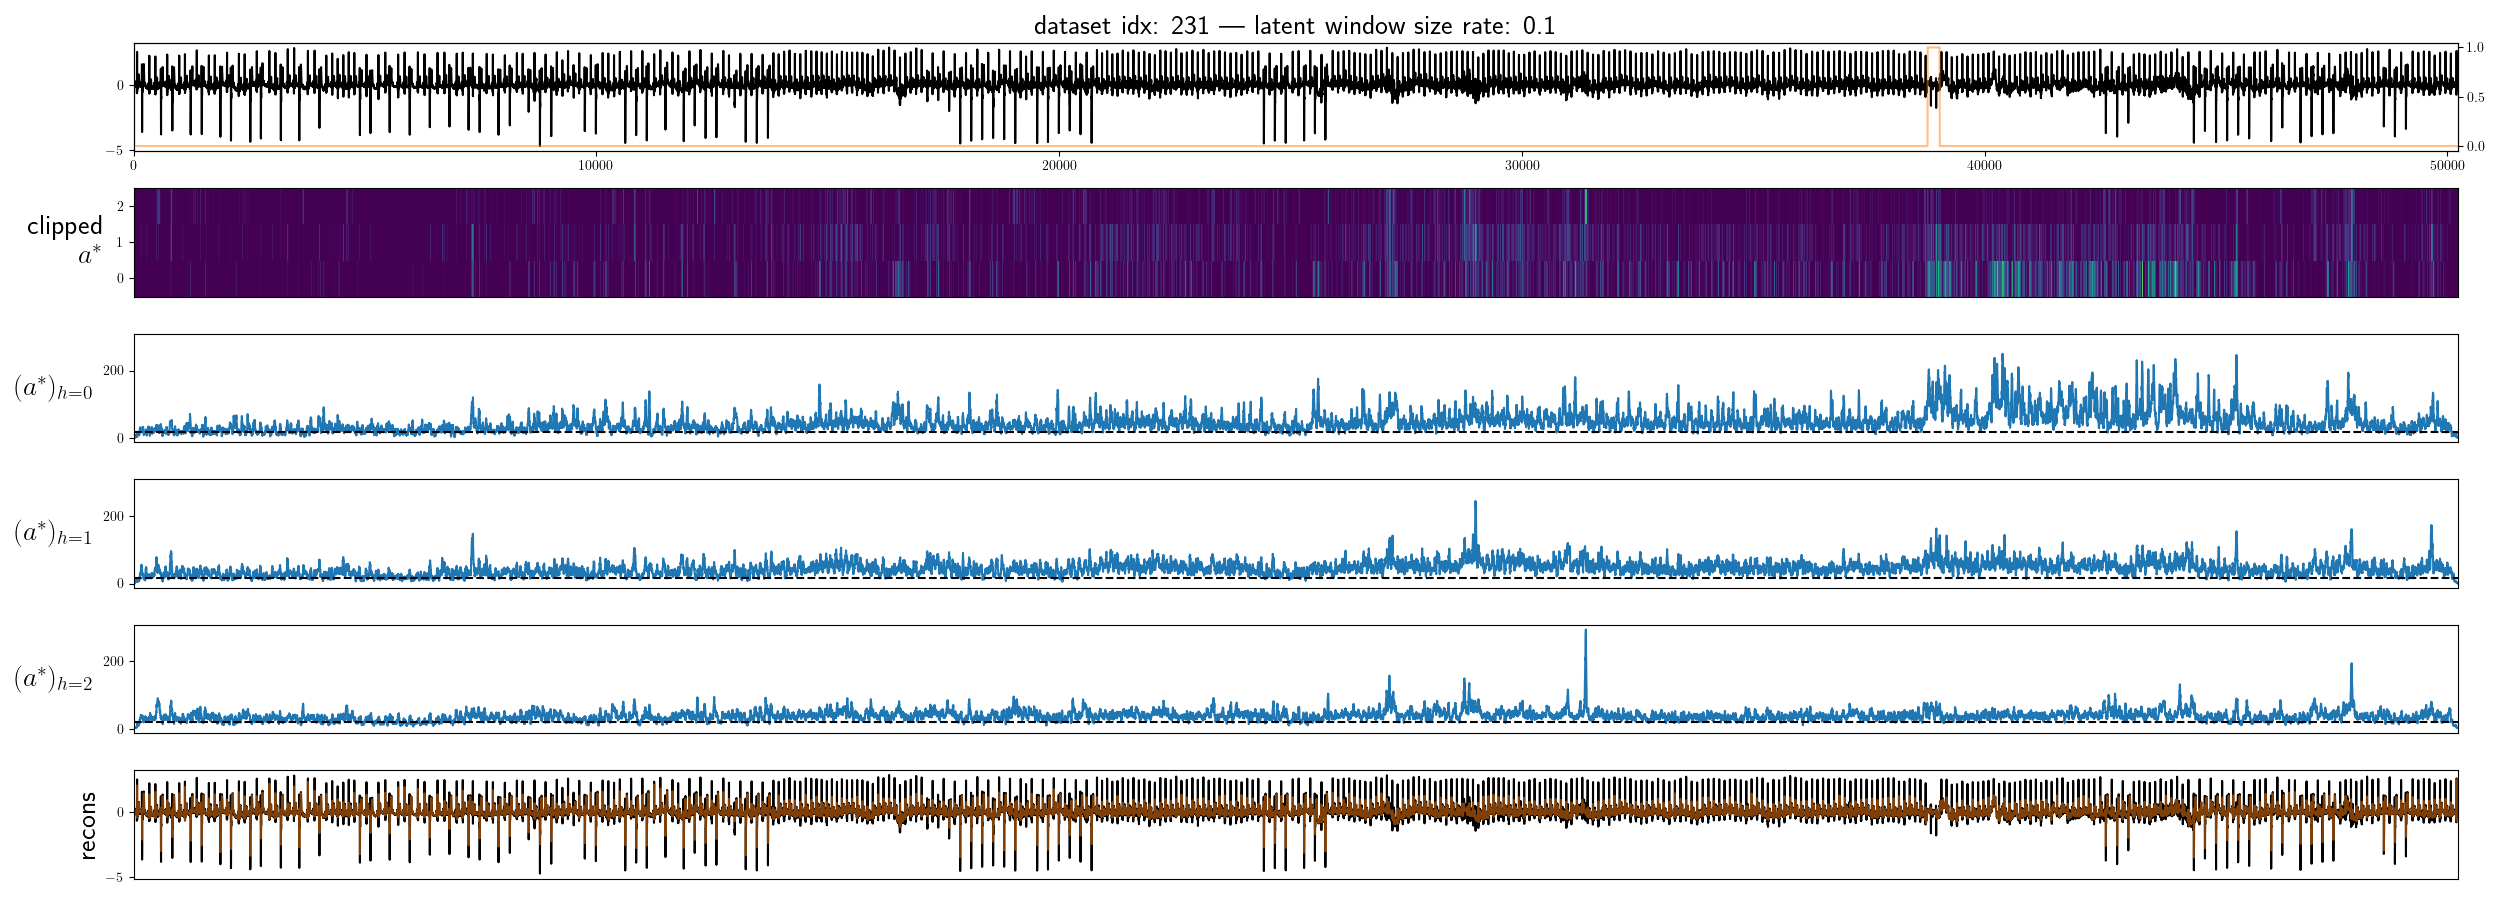 dataset idx: 231 — latent window size rate: 0.1
0
−5
1.0
0.5
0.0
0 10000 20000 30000 40000 50000
clipped
a*
2
1
0
(a*)h=0
200
0
(a*)h=1
200
0
(a*)h=2
200
0
recons
0
−5